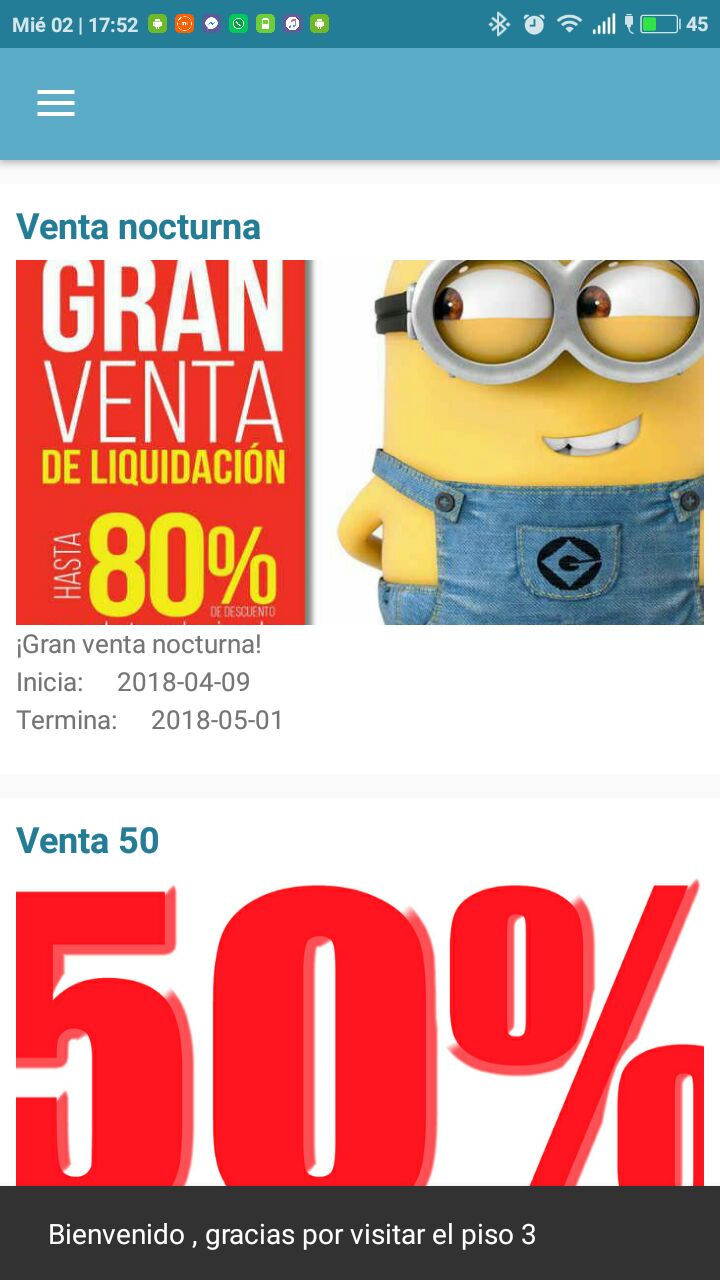 Mié 02 | 17:52
45
Venta nocturna
GRAN
VENTA
DE LIQUIDACIÓN
HASTA
80%
DE DESCUENTO
¡Gran venta nocturna!
Inicia: 2018-04-09
Termina: 2018-05-01
Venta 50
50%
Bienvenido , gracias por visitar el piso 3